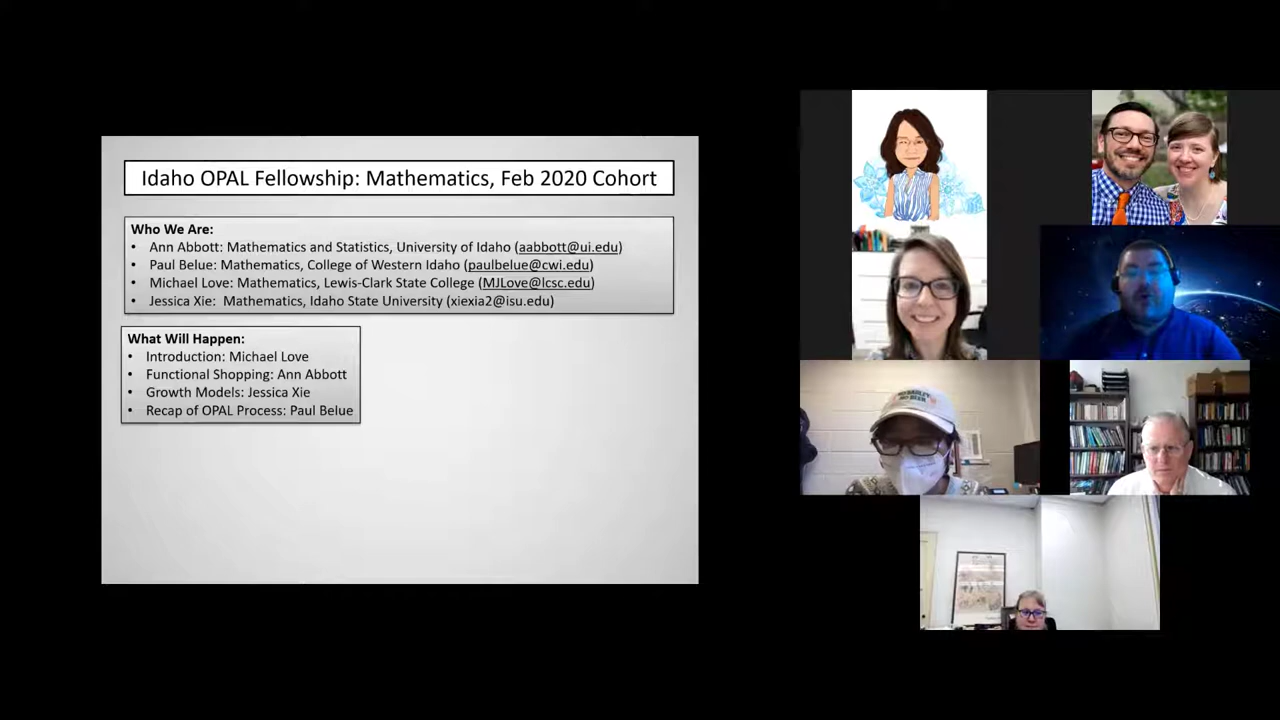 Idaho OPAL Fellowship: Mathematics, Feb 2020 Cohort
Who We Are:
• Ann Abbott: Mathematics and Statistics, University of Idaho (aabbott@ui.edu)
• Paul Belue: Mathematics, College of Western Idaho (paulbelue@cwi.edu)
• Michael Love: Mathematics, Lewis-Clark State College (MJLove@lcsc.edu)
• Jessica Xie: Mathematics, Idaho State University (xiexia2@isu.edu)
What Will Happen:
• Introduction: Michael Love
• Functional Shopping: Ann Abbott
• Growth Models: Jessica Xie
• Recap of OPAL Process: Paul Belue